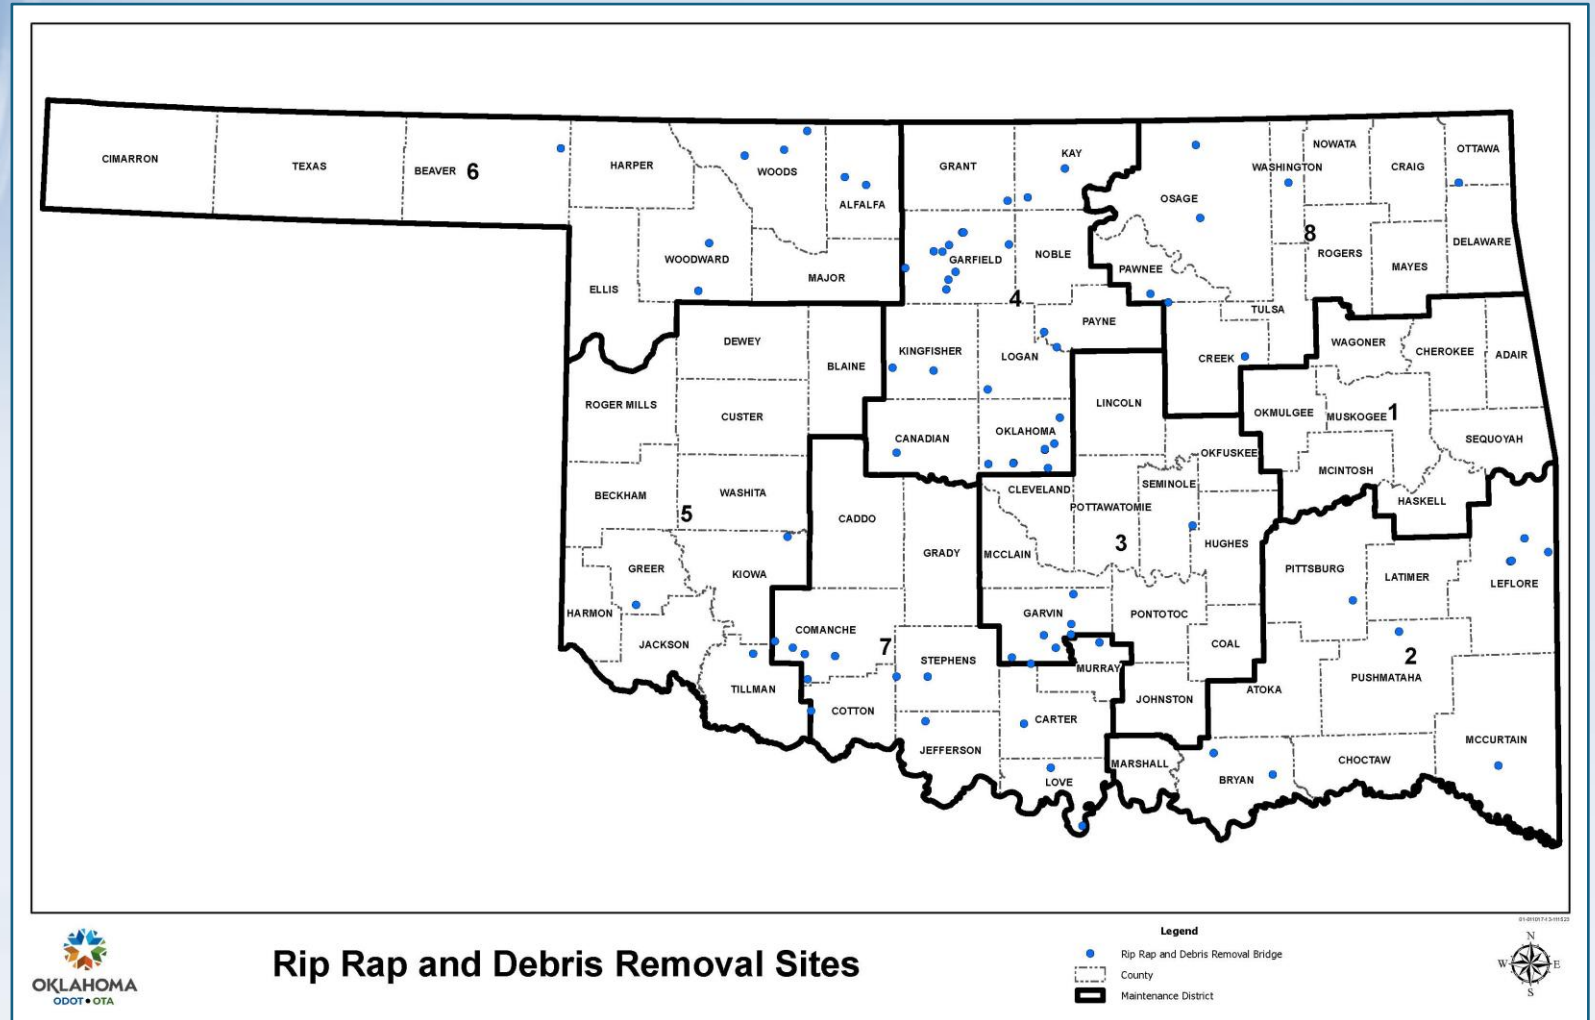 CIMARRON
TEXAS
BEAVER 6
HARPER
WOODS
ALFALFA
GRANT
KAY
OSAGE
WASHINGTON
NOWATA
CRAIG
OTTAWA
8
WOODWARD
ELLIS
MAJOR
GARFIELD
NOBLE
4
PAWNEE
ROGERS
MAYES
DELAWARE
TULSA
DEWEY
BLAINE
KINGFISHER
LOGAN
PAYNE
CREEK
WAGONER
CHEROKEE
ADAIR
ROGER MILLS
CUSTER
CANADIAN
OKLAHOMA
LINCOLN
OKMULGEE
MUSKOGEE 1
SEQUOYAH
BECKHAM
WASHITA
5
CADDO
GRADY
CLEVELAND
POTTAWATOMIE
SEMINOLE
OKFUSKEE
MCINTOSH
HASKELL
GREER
KIOWA
MCCLAIN
3
HUGHES
PITTSBURG
LATIMER
LEFLORE
HARMON
JACKSON
COMANCHE
7
STEPHENS
GARVIN
PONTOTOC
COAL
MURRAY
2
PUSHMATAHA
TILLMAN
COTTON
JEFFERSON
CARTER
JOHNSTON
ATOKA
LOVE
MARSHALL
BRYAN
CHOCTAW
MCCURTAIN
OKLAHOMA
ODOT • OTA
Rip Rap and Debris Removal Sites
Legend
Rip Rap and Debris Removal Bridge
County
Maintenance District
N
W E
S